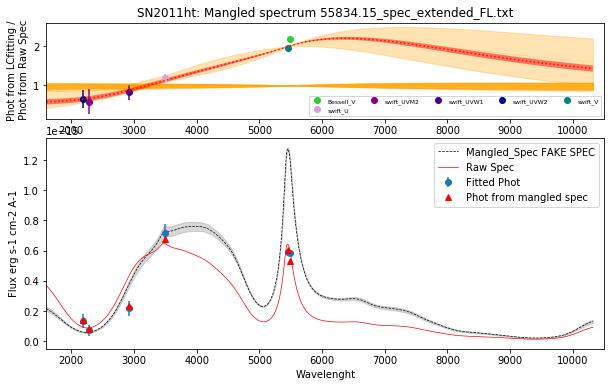 SN2011ht: Mangled spectrum 55834.15_spec_extended_FL.txt
Phot from LCfitting /
Phot from Raw Spec
2
1
Bessell_V
swift_UVM2
swift_UVW1
swift_UVW2
swift_V
swift_U
2000 3000 4000 5000 6000 7000 8000 9000 10000
1e−15
Flux erg s-1 cm-2 A-1
1.2
1.0
0.8
0.6
0.4
0.2
0.0
Mangled_Spec FAKE SPEC
Raw Spec
Fitted Phot
Phot from mangled spec
2000 3000 4000 5000 6000 7000 8000 9000 10000
Wavelenght